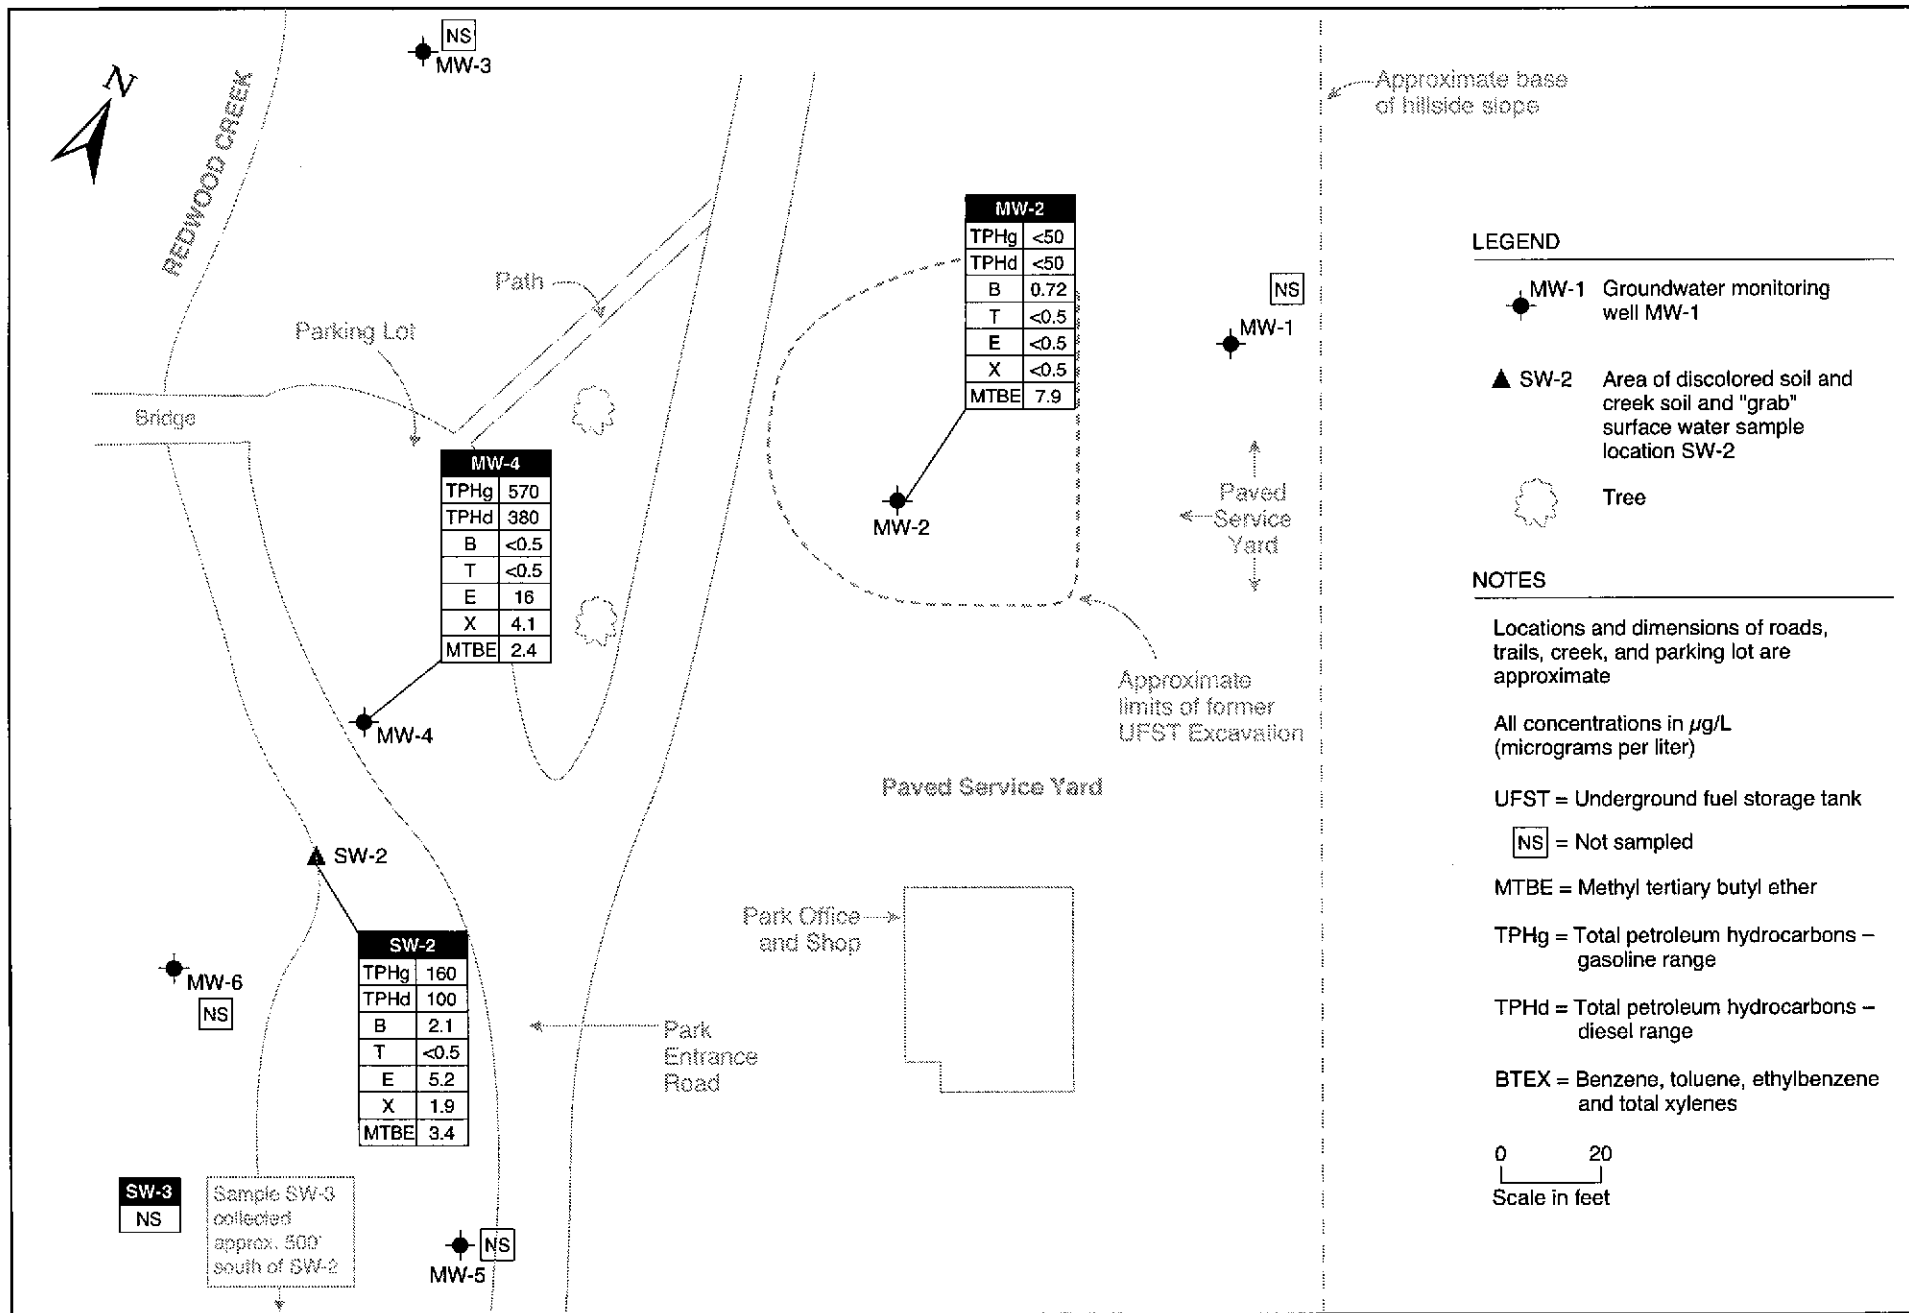 NS
MW-3
N
REDWOOD CREEK
Approximate base
of hillside slope
MW-2
TPHg <50
TPHd <50
B 0.72
T <0.5
E <0.5
X <0.5
MTBE 7.9
Path
Parking Lot
NS
MW-1
Bridge
MW-4
TPHg 570
TPHd 380
B <0.5
T <0.5
E 16
X 4.1
MTBE 2.4
MW-2
Paved
Service
Yard
MW-4
Approximate
limits of former
UFST Excavation
Paved Service Yard
SW-2
Park Office
and Shop
SW-2
TPHg 160
TPHd 100
B 2.1
T <0.5
E 5.2
X 1.9
MTBE 3.4
MW-6
NS
Park
Entrance
Road
SW-3
NS
Sample SW-3
collected
approx. 500'
south of SW-2
NS
MW-5
LEGEND
MW-1 Groundwater monitoring
well MW-1
SW-2 Area of discolored soil and
creek soil and "grab"
surface water sample
location SW-2
Tree
NOTES
Locations and dimensions of roads,
trails, creek, and parking lot are
approximate
All concentrations in µg/L
(micrograms per liter)
UFST = Underground fuel storage tank
NS = Not sampled
MTBE = Methyl tertiary butyl ether
TPHg = Total petroleum hydrocarbons –
gasoline range
TPHd = Total petroleum hydrocarbons –
diesel range
BTEX = Benzene, toluene, ethylbenzene
and total xylenes
0 20
Scale in feet